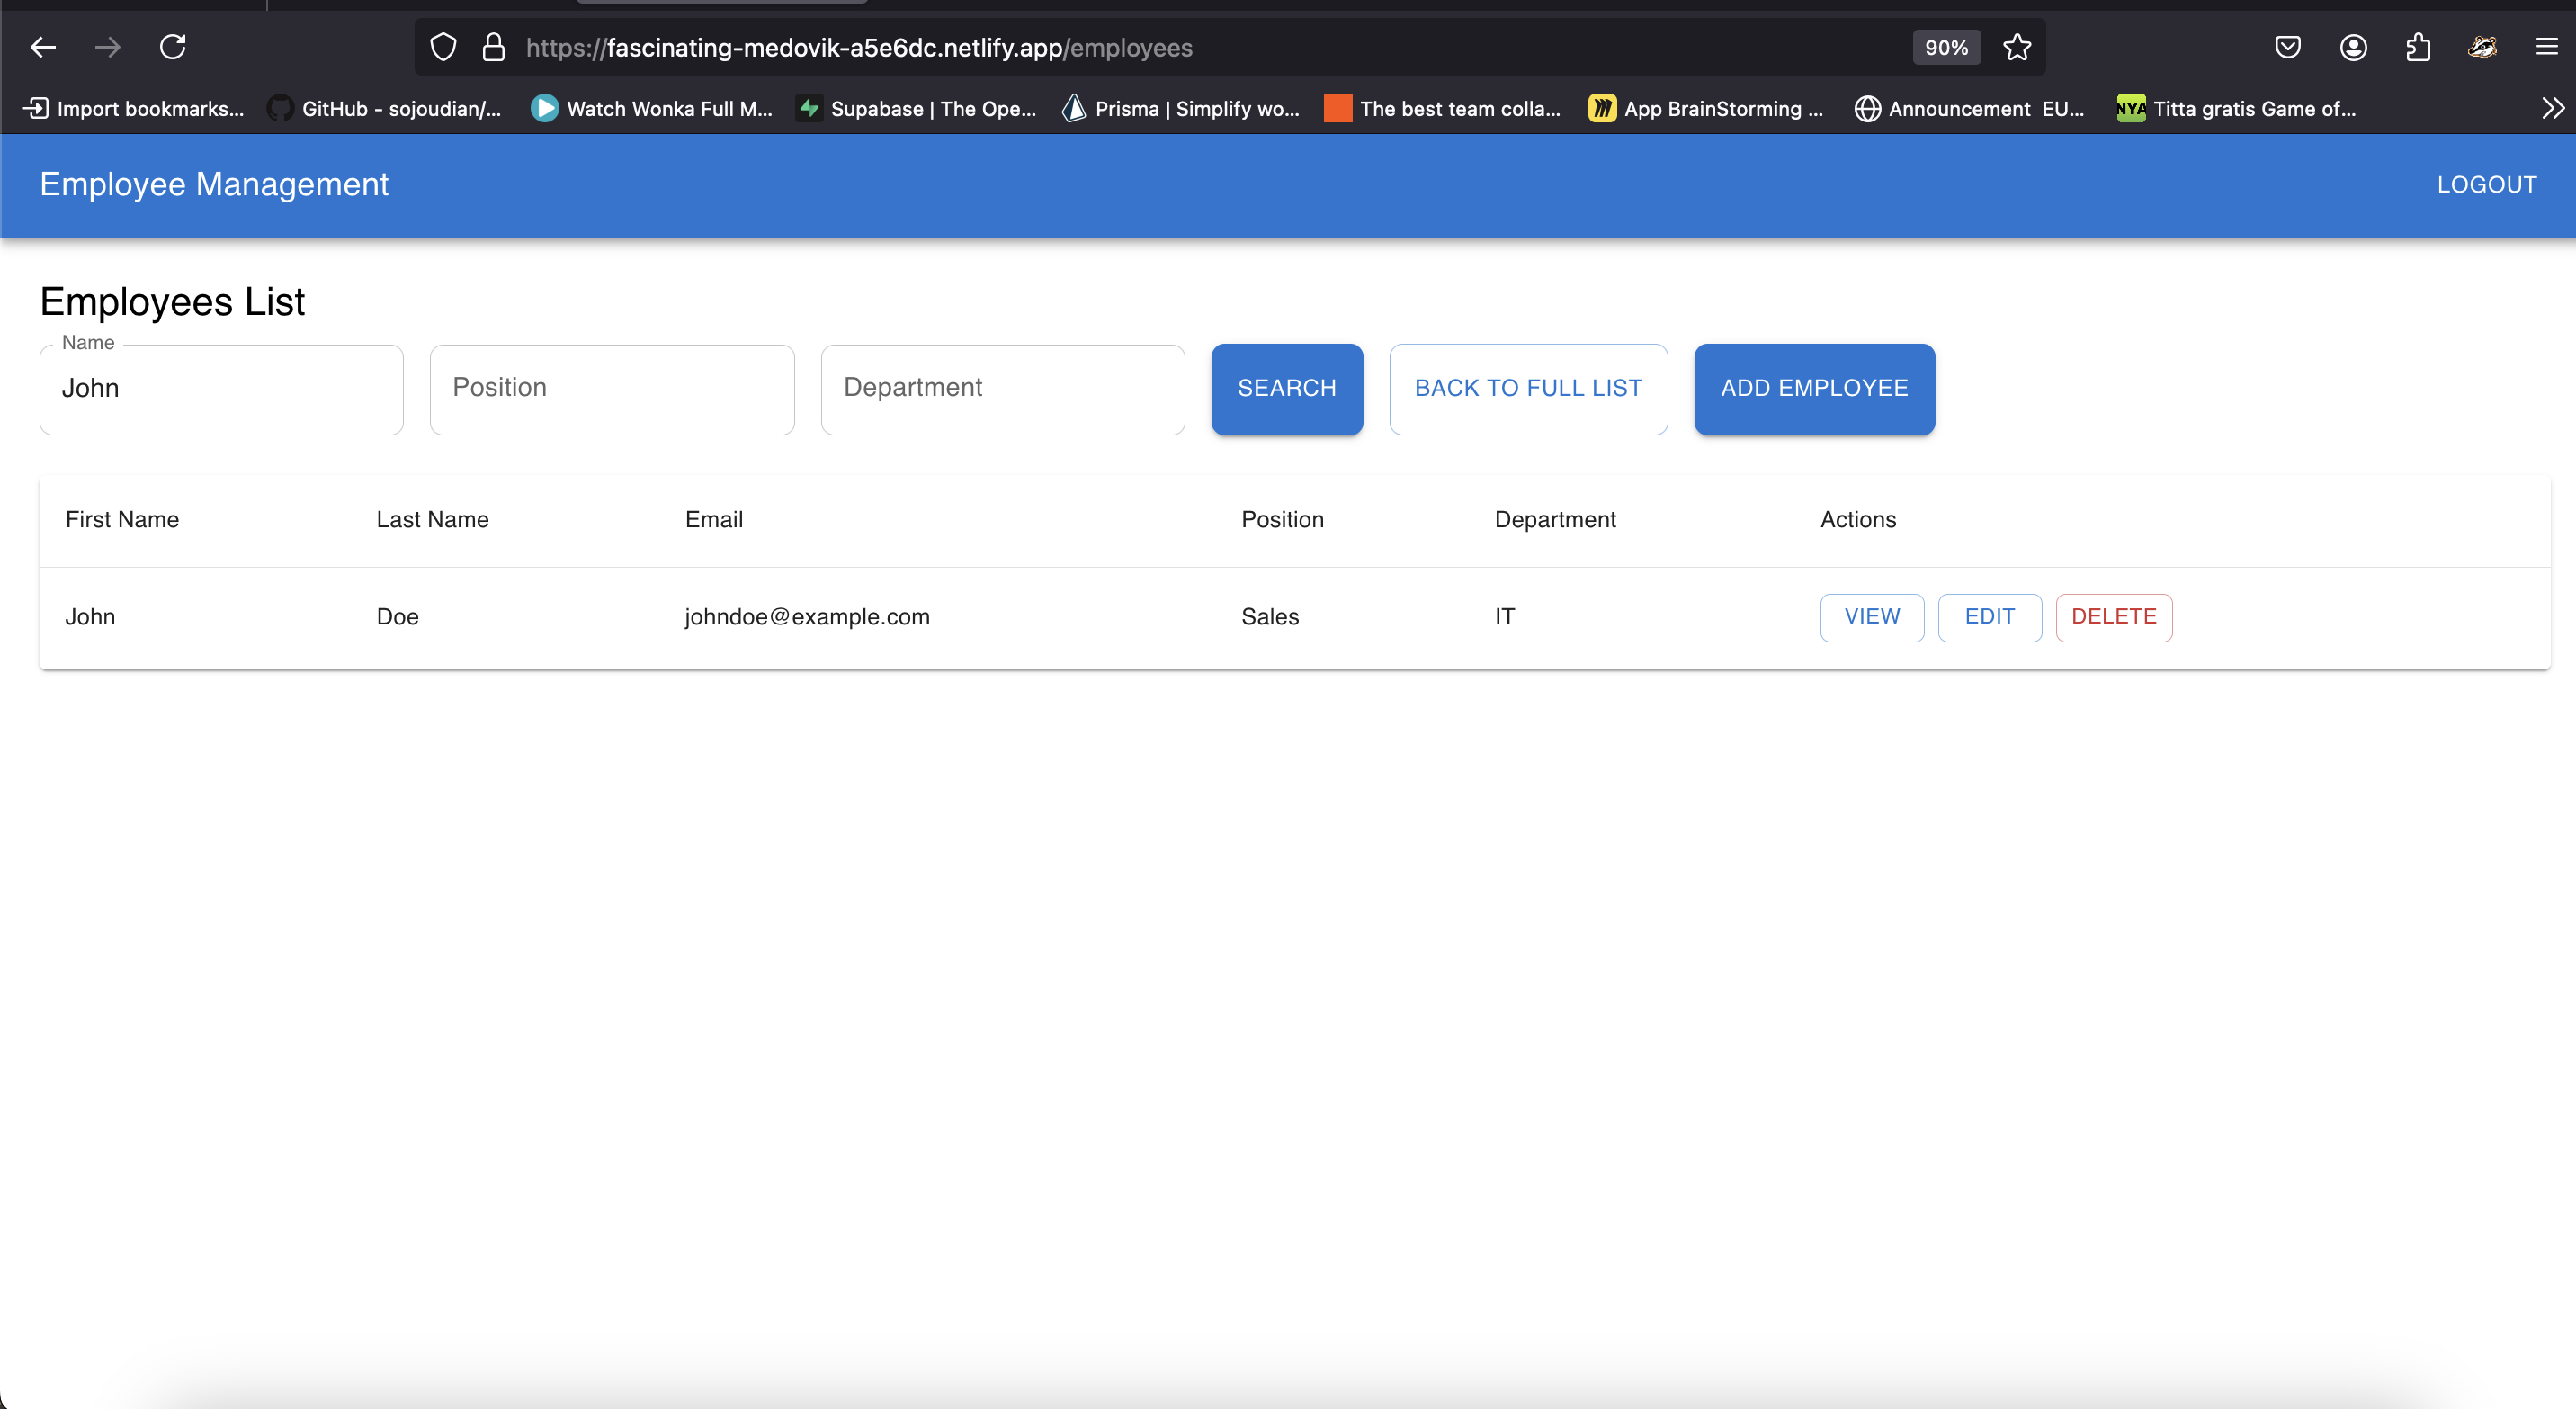 https://fascinating-medovik-a5e6dc.netlify.app/employees 90%
Import bookmarks... GitHub - sojoudian/... Watch Wonka Full M... Supabase | The Ope... Prisma | Simplify wo... The best team colla... App BrainStorming ... Announcement EU... NYA Titta gratis Game of...
Employee Management LOGOUT
Employees List
Name
John Position Department SEARCH BACK TO FULL LIST ADD EMPLOYEE
First Name Last Name Email Position Department Actions
John Doe johndoe@example.com Sales IT VIEW EDIT DELETE